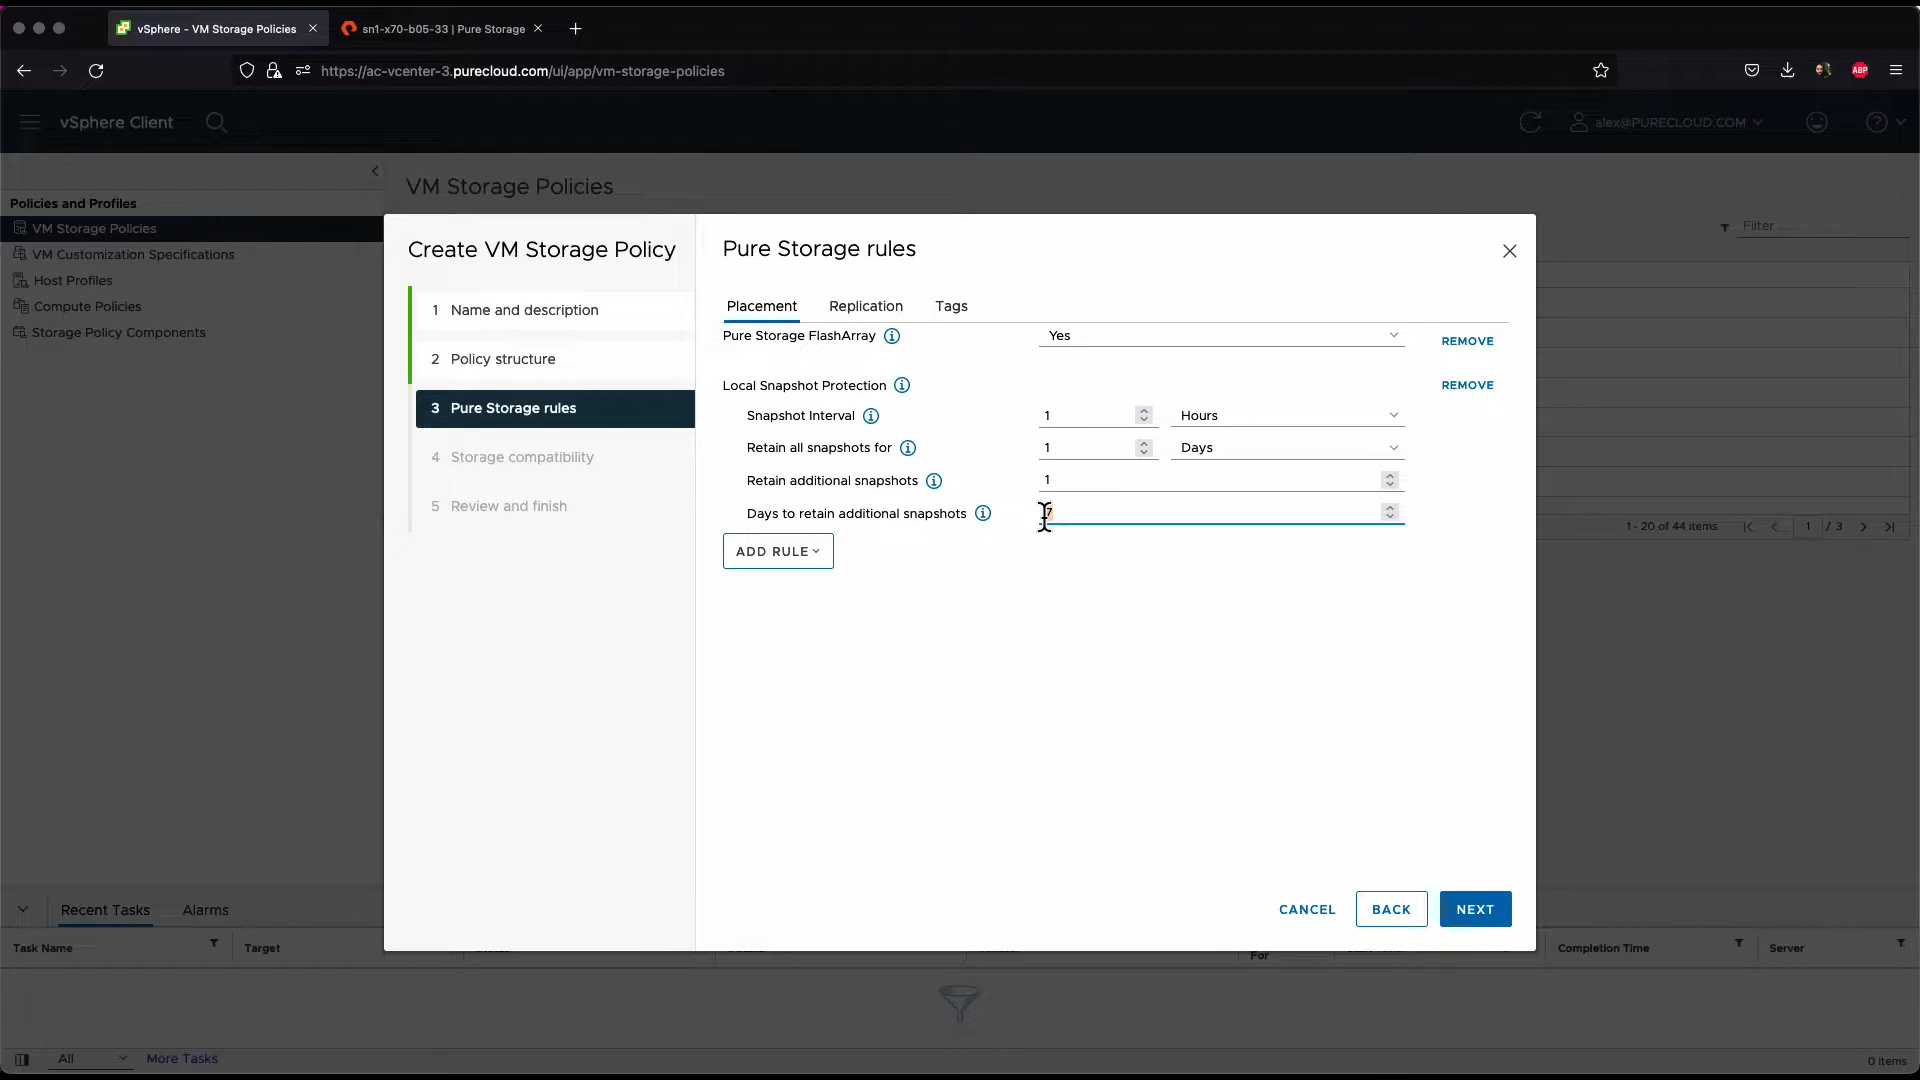 vSphere - VM Storage Policies
sn1-x70-b05-33 | Pure Storage
https://ac-vcenter-3.purecloud.com/ui/app/vm-storage-policies
ABP
vSphere Client
alex@PURECLOUD.COM
Policies and Profiles
VM Storage Policies
VM Customization Specifications
Host Profiles
Compute Policies
Storage Policy Components
VM Storage Policies
Filter
Create VM Storage Policy
1 Name and description
2 Policy structure
3 Pure Storage rules
4 Storage compatibility
5 Review and finish
Pure Storage rules
Placement
Replication
Tags
Pure Storage FlashArray
Yes
REMOVE
Local Snapshot Protection
REMOVE
Snapshot Interval
1
Hours
Retain all snapshots for
1
Days
Retain additional snapshots
1
Days to retain additional snapshots
7
ADD RULE
1 - 20 of 44 items
1 / 3
CANCEL
BACK
NEXT
Recent Tasks
Alarms
Task Name
Target
For
Completion Time
Server
All
More Tasks
0 items